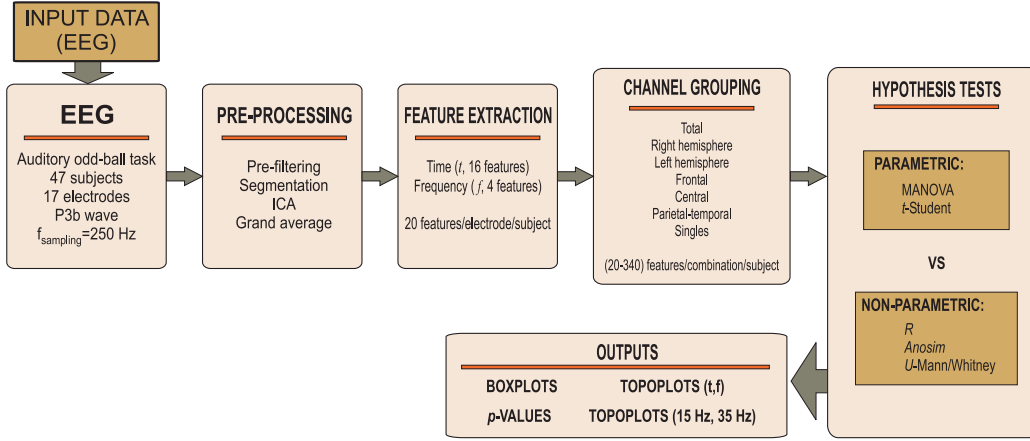 INPUT DATA
(EEG)
EEG
Auditory odd-ball task
47 subjects
17 electrodes
P3b wave
f_sampling=250 Hz
PRE-PROCESSING
Pre-filtering
Segmentation
ICA
Grand average
FEATURE EXTRACTION
Time (t, 16 features)
Frequency ( f, 4 features)
20 features/electrode/subject
CHANNEL GROUPING
Total
Right hemisphere
Left hemisphere
Frontal
Central
Parietal-temporal
Singles
(20-340) features/combination/subject
HYPOTHESIS TESTS
PARAMETRIC:
MANOVA
t-Student
VS
NON-PARAMETRIC:
R
Anosim
U-Mann/Whitney
OUTPUTS
BOXPLOTS TOPOPLOTS (t,f)
p-VALUES TOPOPLOTS (15 Hz, 35 Hz)